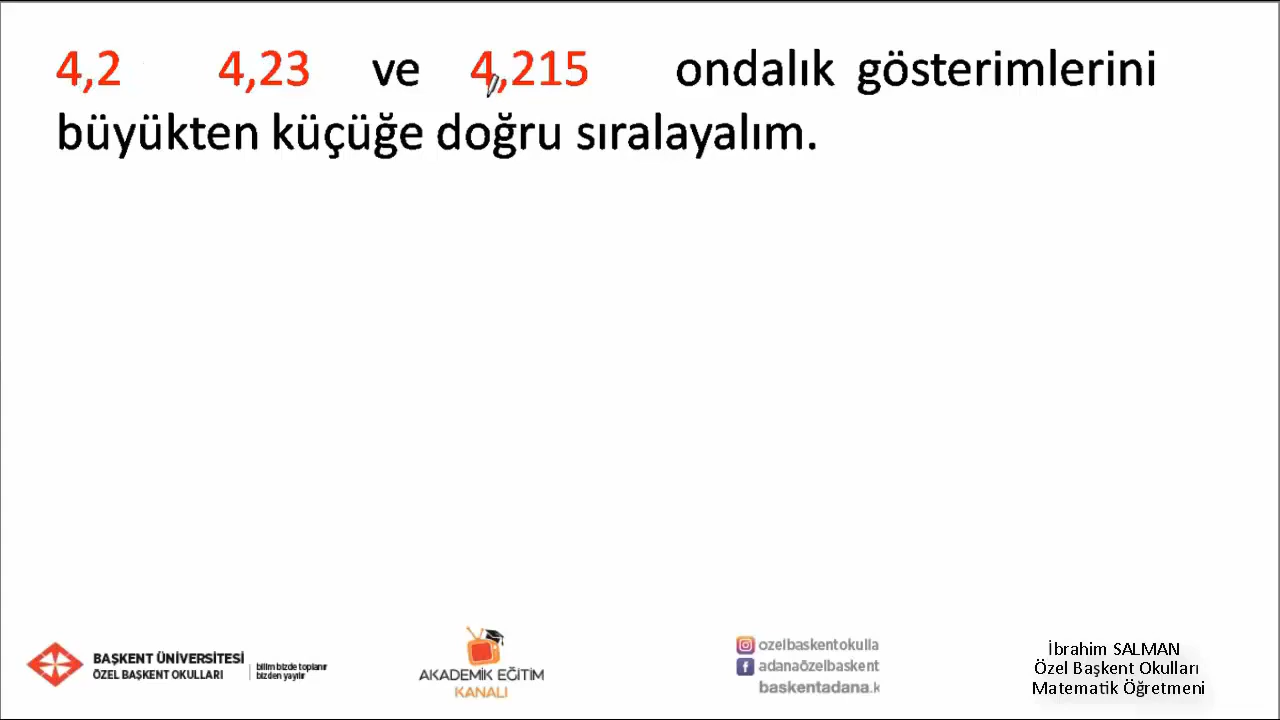 4,2 4,23 ve 4,215 ondalık gösterimlerini
büyükten küçüğe doğru sıralayalım.
BAŞKENT ÜNİVERSİTESİ
ÖZEL BAŞKENT OKULLARI
bilim bizde toplanır
bizden yayılır
AKADEMİK EĞİTİM
KANALI
ozelbaskentokulla
adanaözelbaskent
baskentadana.k
İbrahim SALMAN
Özel Başkent Okulları
Matematik Öğretmeni